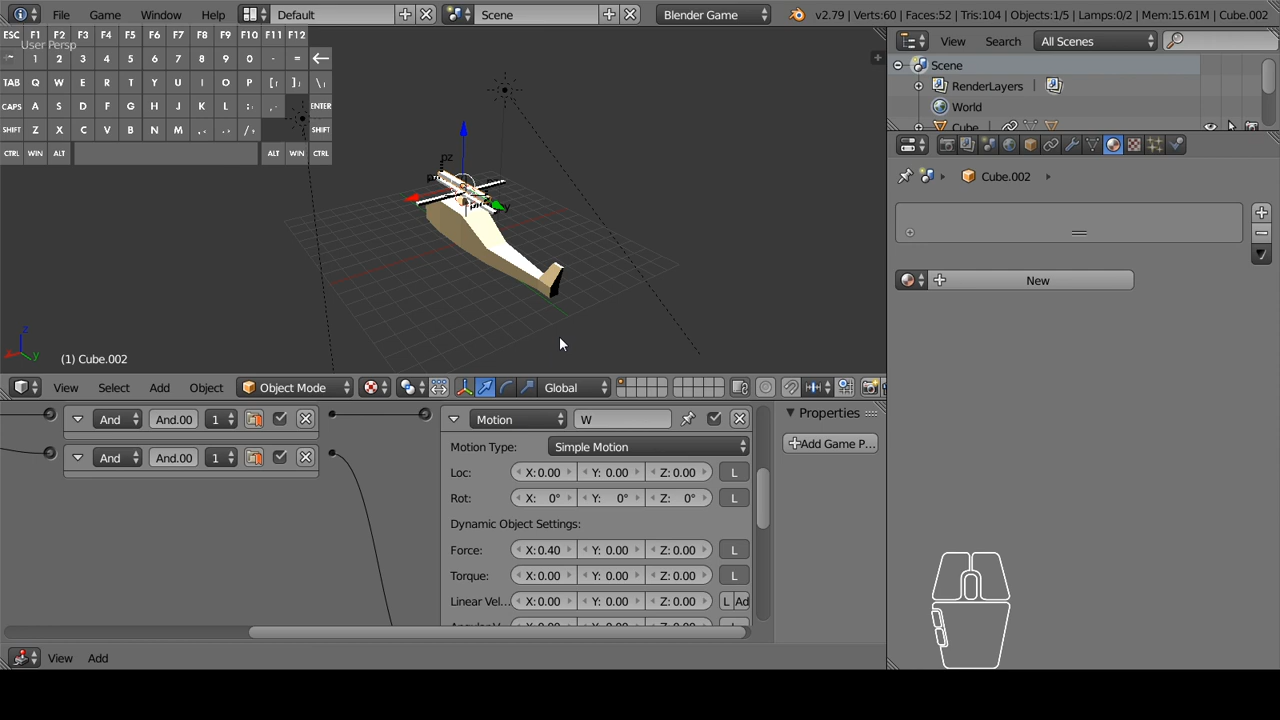 File Game Window Help Default Scene Blender Game v2.79 | Verts:60 | Faces:52 | Tris:104 | Objects:1/5 | Lamps:0/2 | Mem:15.61M | Cube.002
ESC F1 F2 F3 F4 F5 F6 F7 F8 F9 F10 F11 F12
User Persp
~ 1 2 3 4 5 6 7 8 9 0 - =
TAB Q W E R T Y U I O P [ ] \
CAPS A S D F G H J K L ; ENTER
SHIFT Z X C V B N M , . / SHIFT
CTRL WIN ALT ALT WIN CTRL
View Search All Scenes
Scene
RenderLayers
World
Cube
Cube.002
New
pz
y
z
x y
(1) Cube.002
View Select Add Object Object Mode Global
And And.00 1
And And.00 1
Motion W
Motion Type: Simple Motion
Loc: X: 0.00 Y: 0.00 Z: 0.00 L
Rot: X: 0° Y: 0° Z: 0° L
Dynamic Object Settings:
Force: X: 0.40 Y: 0.00 Z: 0.00 L
Torque: X: 0.00 Y: 0.00 Z: 0.00 L
Linear Vel... X: 0.00 Y: 0.00 Z: 0.00 L Ad
Properties
Add Game P...
View Add